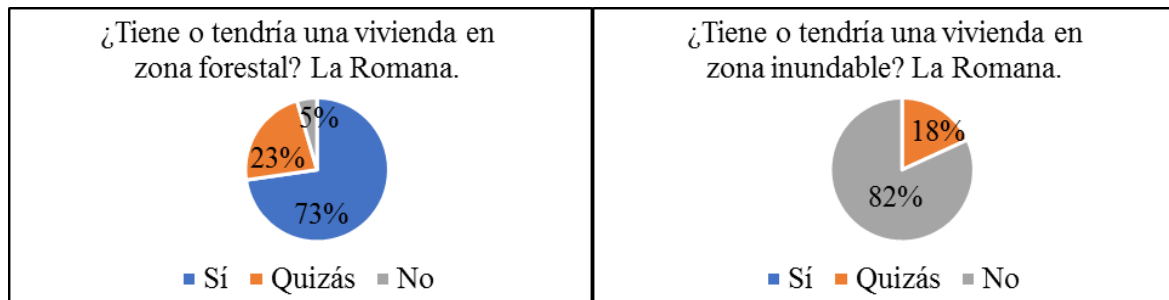 ¿Tiene o tendría una vivienda en
zona forestal? La Romana.
5%
23%
73%
Sí Quizás No
¿Tiene o tendría una vivienda en
zona inundable? La Romana.
18%
82%
Sí Quizás No